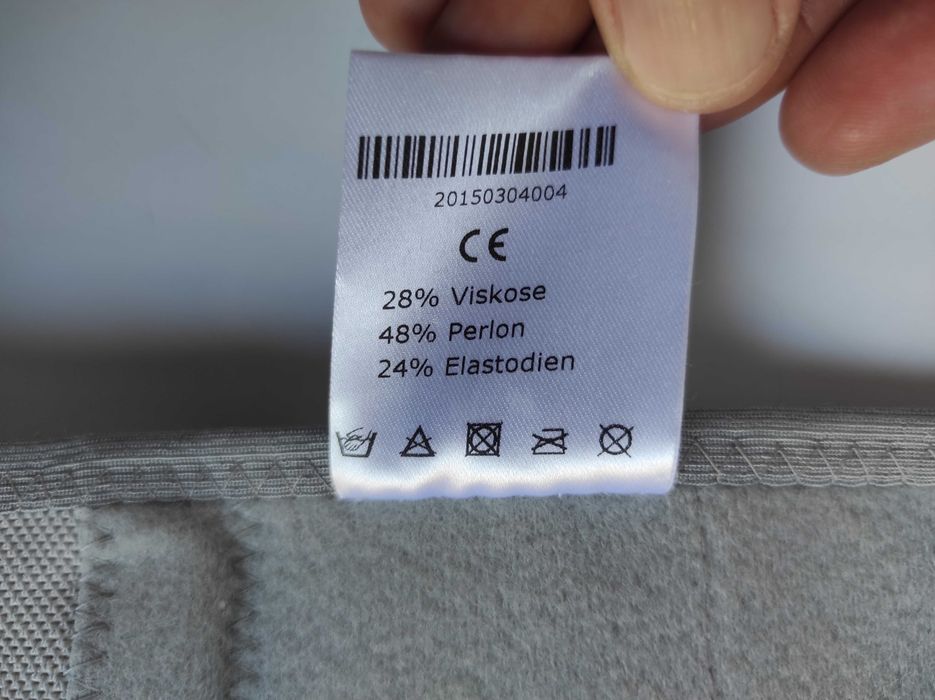 20150304004
CE
28% Viskose
48% Perlon
24% Elastodien